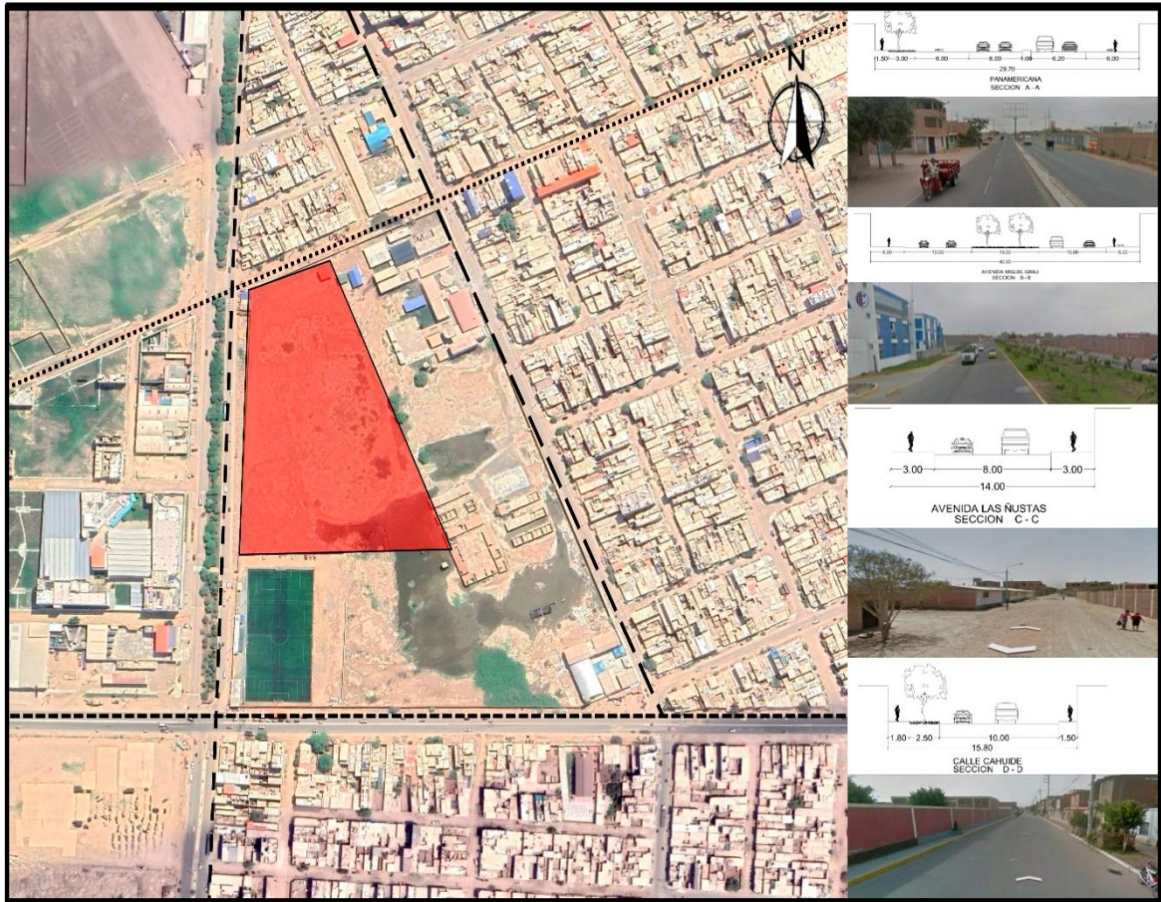 N
1.50 3.00 6.00 6.00 1.00 6.20 6.00
29.70
PANAMERICANA
SECCION A - A
AVENIDA MIGUEL GRAU
SECCION B - B
3.00 8.00 3.00
14.00
AVENIDA LAS ÑUSTAS
SECCION C - C
1.80 2.50 10.00 1.50
15.80
CALLE CAHUIDE
SECCION D - D